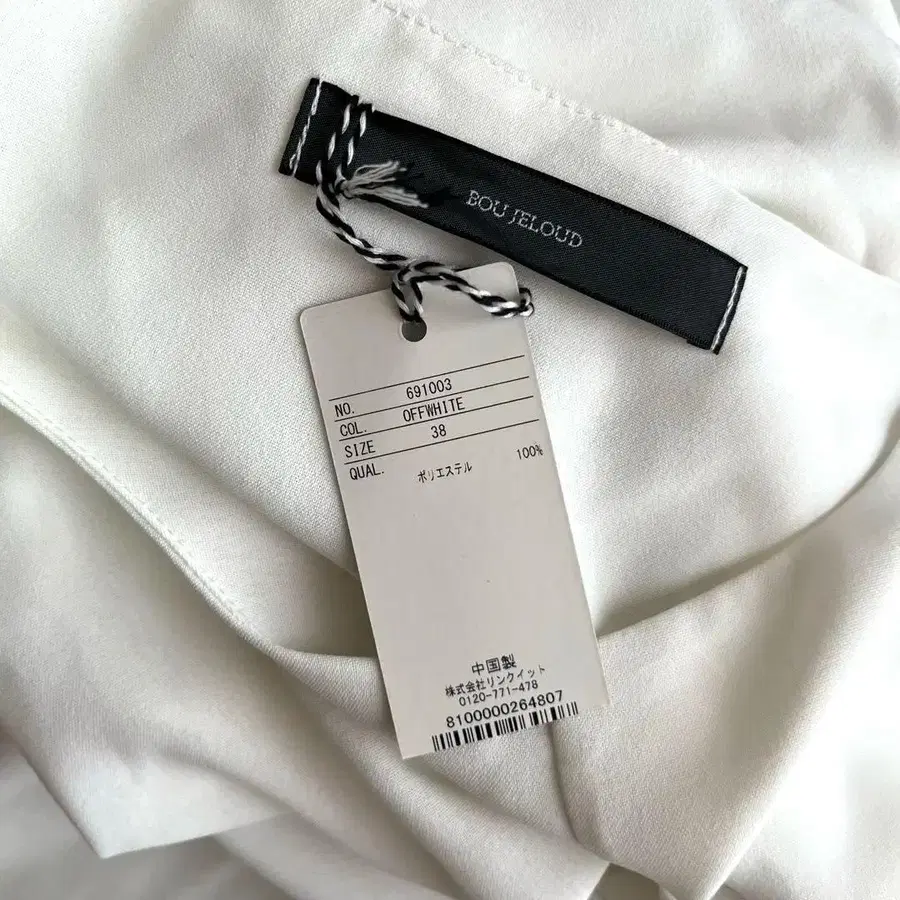 BOU JELOUD
NO. 691003
COL. OFFWHITE
SIZE 38
QUAL. ポリエステル 100%
中国製
株式会社リンクイット
0120-771-478
8100000264807